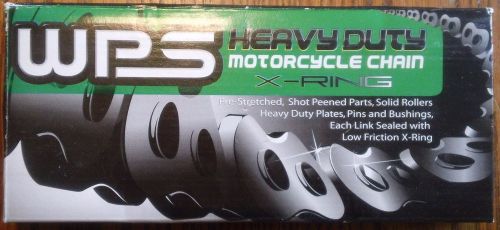 WPS
HEAVY DUTY
MOTORCYCLE CHAIN
X-RING
Pre-Stretched, Shot Peened Parts, Solid Rollers
Heavy Duty Plates, Pins and Bushings,
Each Link Sealed with
Low Friction X-Ring